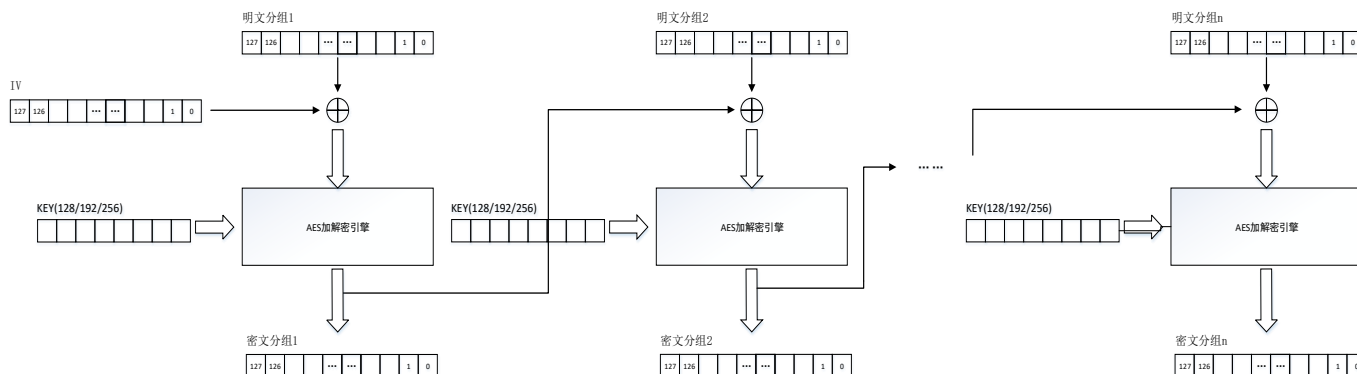 明文分组1 明文分组2 明文分组n
127 126 ... ... 1 0 127 126 ... ... 1 0 127 126 ... ... 1 0
IV
127 126 ... ... 1 0
... ...
KEY(128/192/256) KEY(128/192/256) KEY(128/192/256)
AES加解密引擎 AES加解密引擎 AES加解密引擎
密文分组1 密文分组2 密文分组n
127 126 ... ... 1 0 127 126 ... ... 1 0 127 126 ... ... 1 0